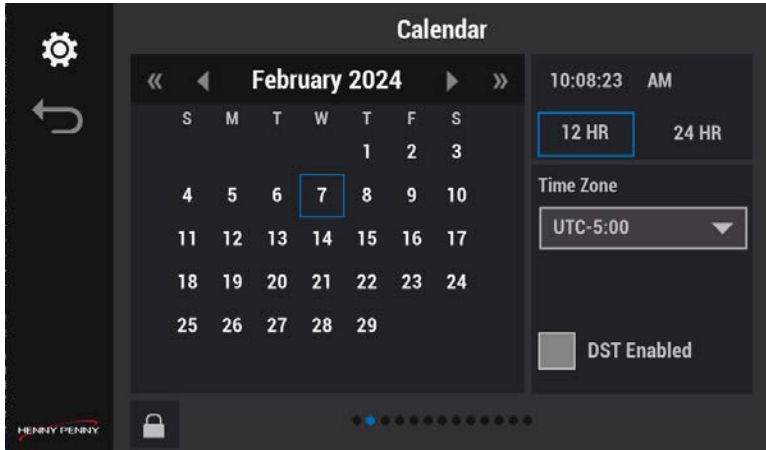 Calendar
February 2024
S M T W T F S
1 2 3
4 5 6 7 8 9 10
11 12 13 14 15 16 17
18 19 20 21 22 23 24
25 26 27 28 29
10:08:23 AM
12 HR 24 HR
Time Zone
UTC-5:00
DST Enabled
HENNY PENNY